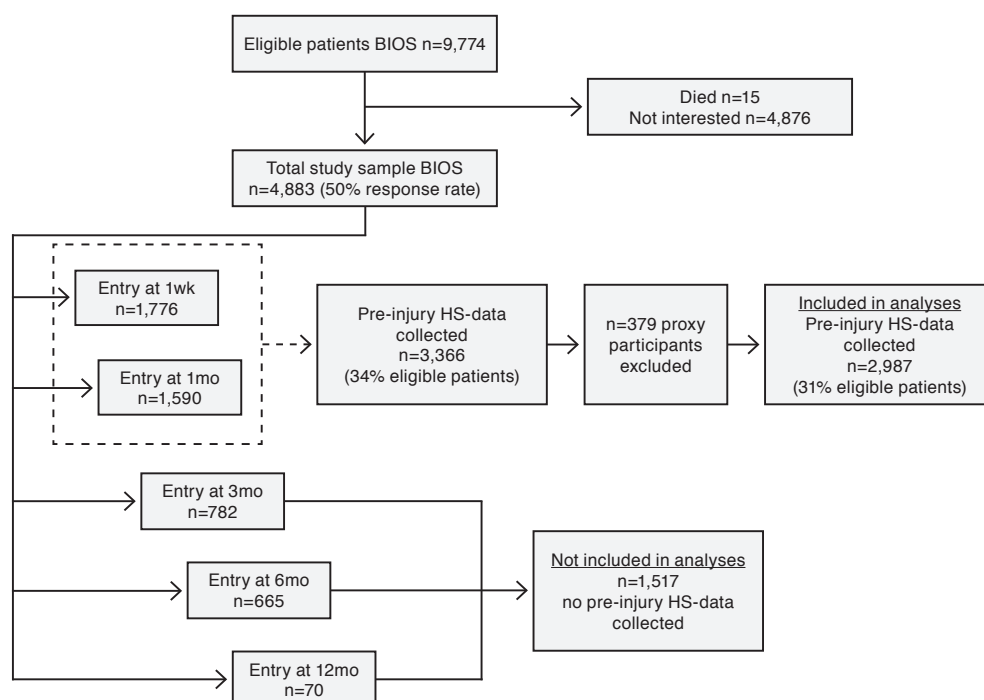 Eligible patients BIOS n=9,774
Died n=15
Not interested n=4,876
Total study sample BIOS
n=4,883 (50% response rate)
Entry at 1wk
n=1,776
Entry at 1mo
n=1,590
Pre-injury HS-data
collected
n=3,366
(34% eligible patients)
n=379 proxy
participants
excluded
Included in analyses
Pre-injury HS-data
collected
n=2,987
(31% eligible patients)
Entry at 3mo
n=782
Entry at 6mo
n=665
Entry at 12mo
n=70
Not included in analyses
n=1,517
no pre-injury HS-data
collected